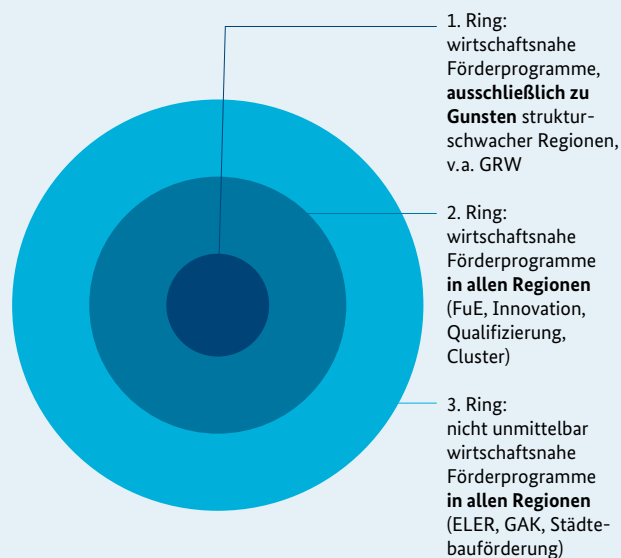 1. Ring:
wirtschaftsnahe
Förderprogramme,
ausschließlich zu
Gunsten struktur-
schwacher Regionen,
v.a. GRW
2. Ring:
wirtschaftsnahe
Förderprogramme
in allen Regionen
(FuE, Innovation,
Qualifizierung,
Cluster)
3. Ring:
nicht unmittelbar
wirtschaftsnahe
Förderprogramme
in allen Regionen
(ELER, GAK, Städte-
bauförderung)